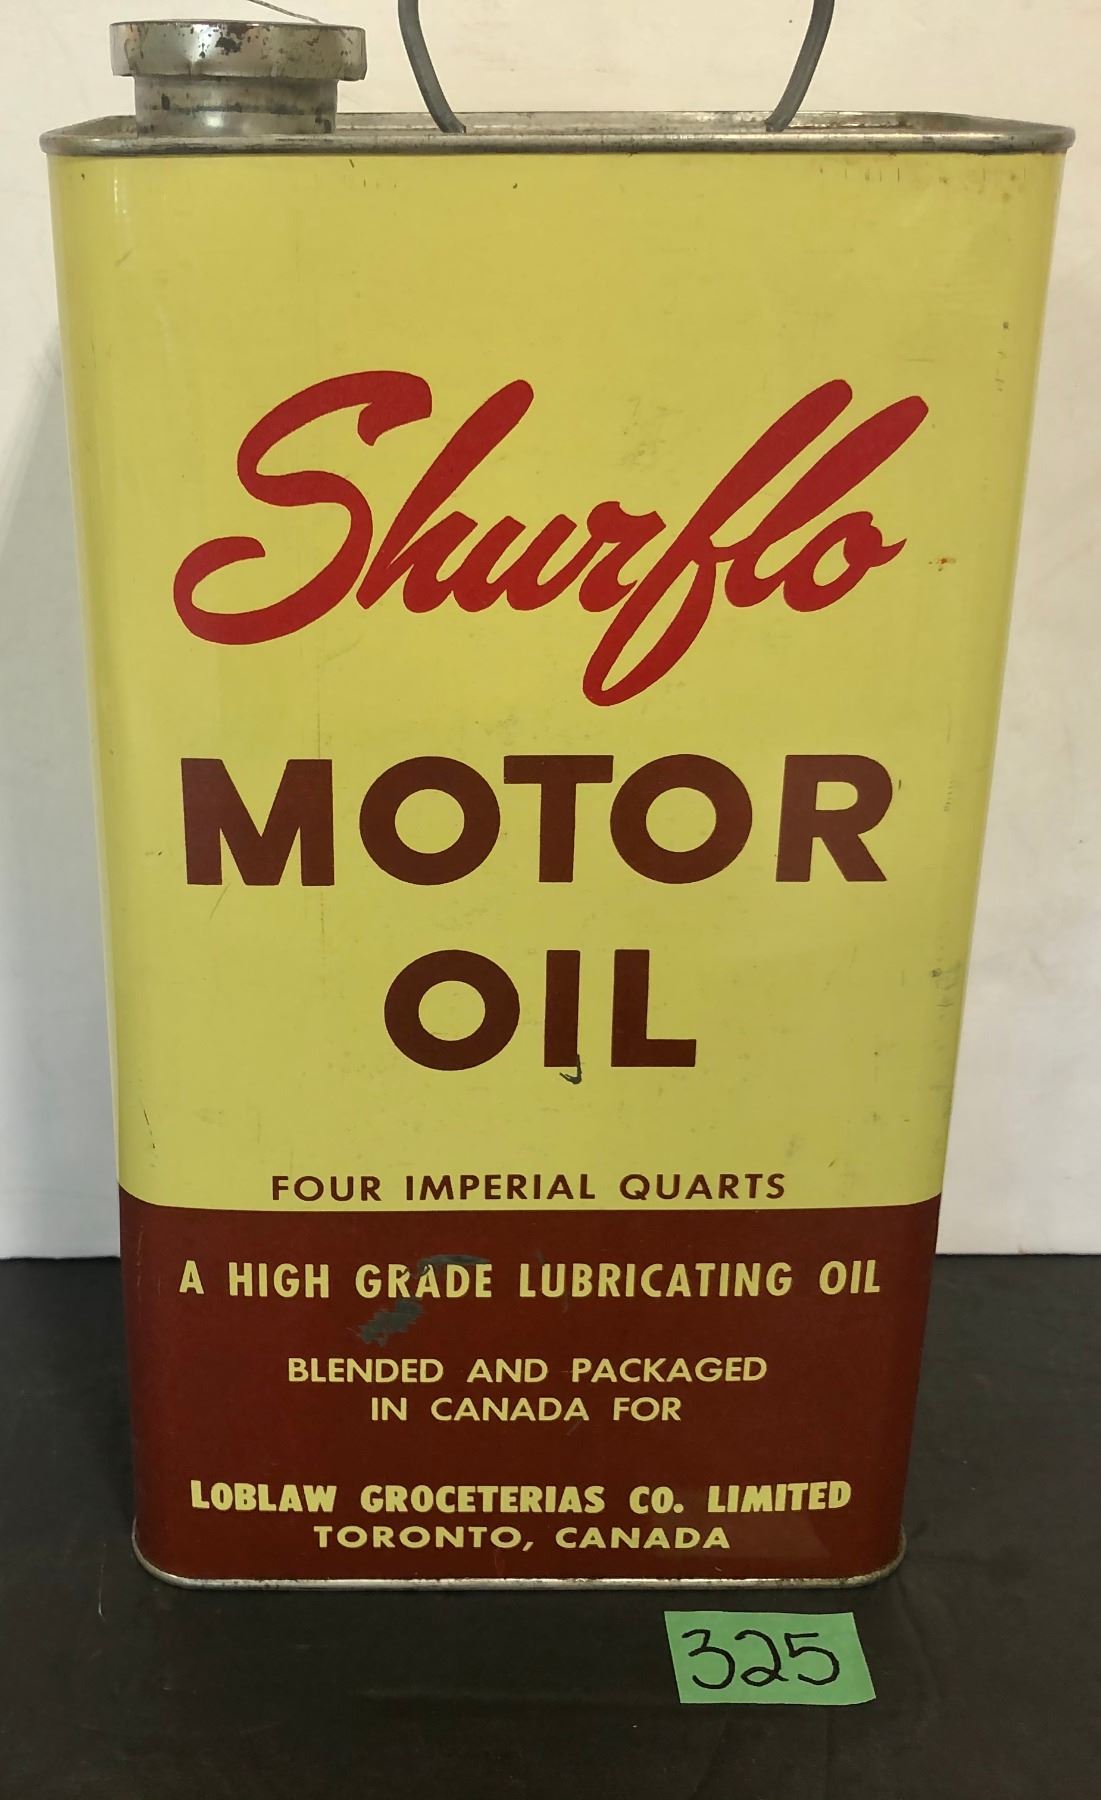 Shurflo
MOTOR
OIL
FOUR IMPERIAL QUARTS
A HIGH GRADE LUBRICATING OIL
BLENDED AND PACKAGED
IN CANADA FOR
LOBLAW GROCETERIAS CO. LIMITED
TORONTO, CANADA
325